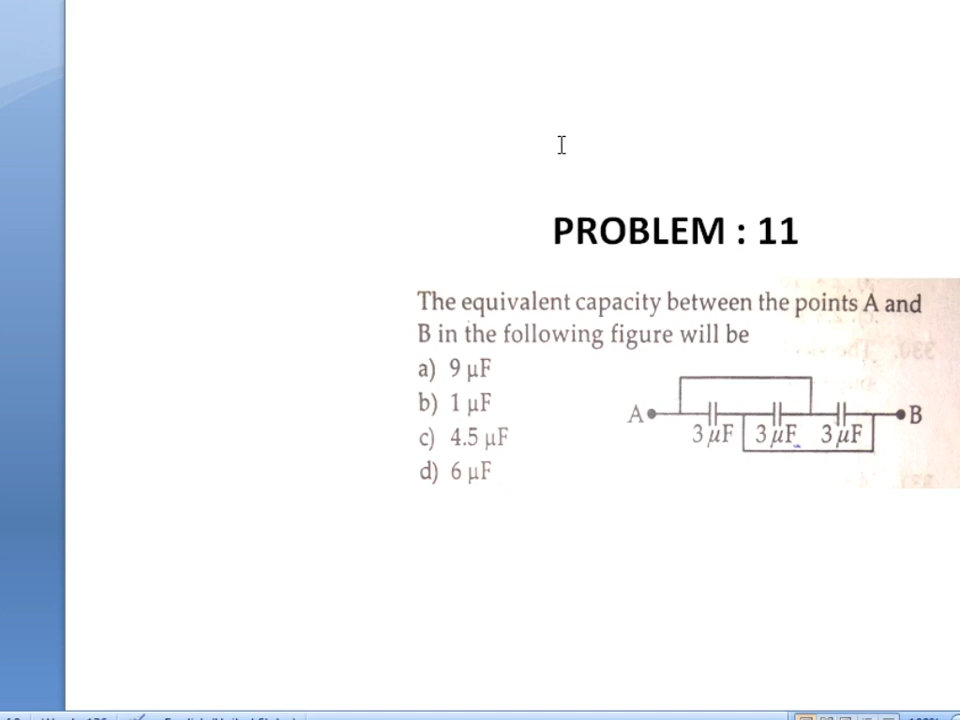 PROBLEM : 11
The equivalent capacity between the points A and
B in the following figure will be
a) 9 μF
b) 1 μF
c) 4.5 μF
d) 6 μF
A B
3 μF 3 μF 3 μF